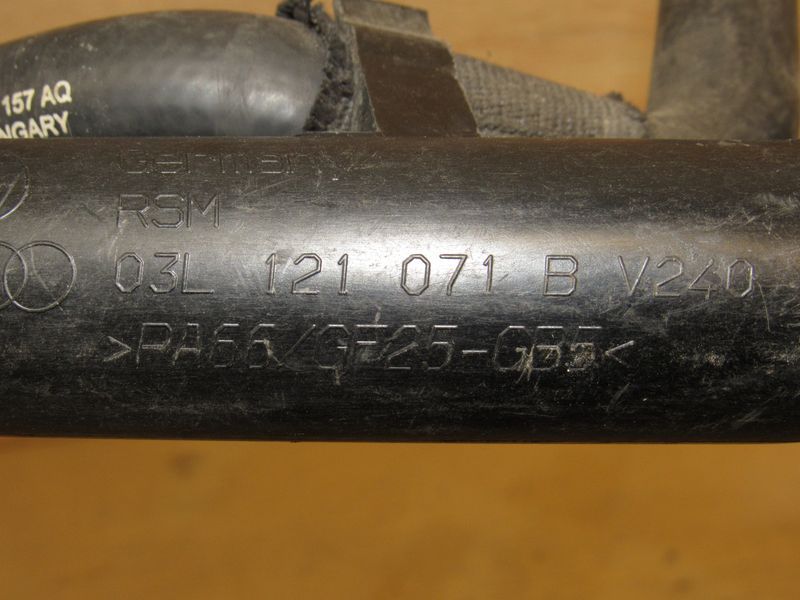 157 AQ
NGARY
Germany
RSM
03L 121 071 B V240
>PA66/GF25-GB5<